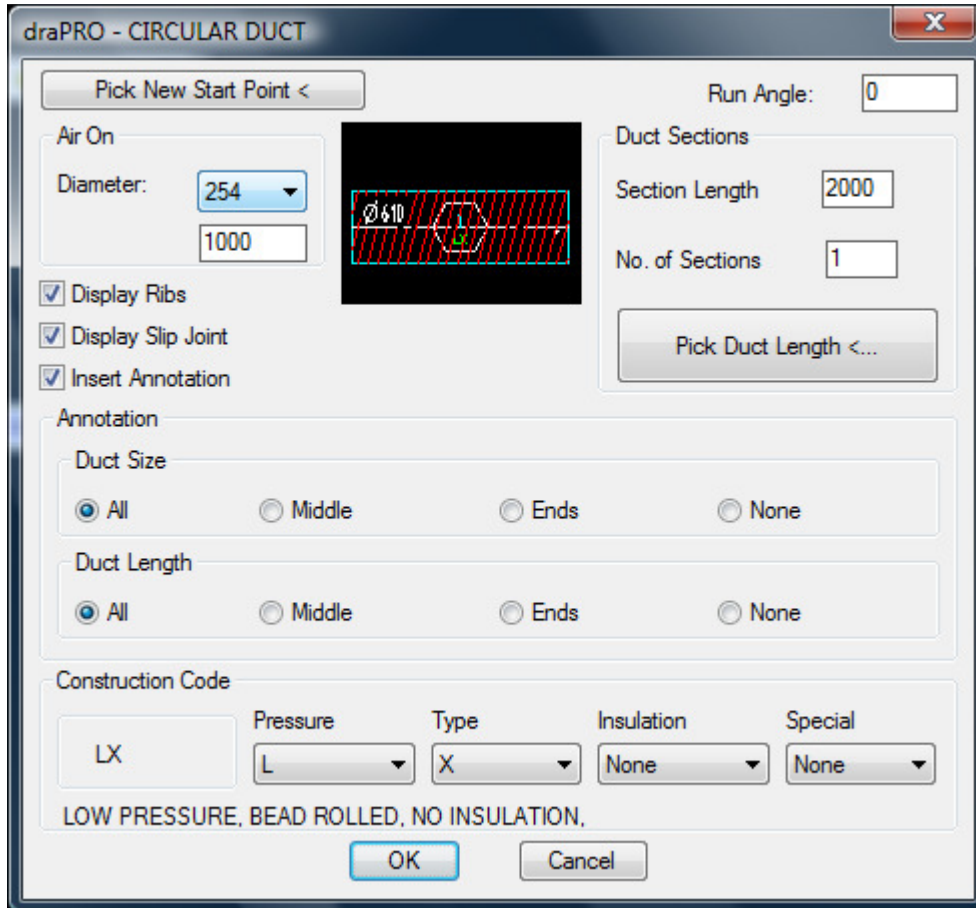 draPRO - CIRCULAR DUCT
Pick New Start Point <
Run Angle: 0
Air On
Diameter: 254
1000
Ø610
Display Ribs
Display Slip Joint
Insert Annotation
Duct Sections
Section Length 2000
No. of Sections 1
Pick Duct Length <...
Annotation
Duct Size
All Middle Ends None
Duct Length
All Middle Ends None
Construction Code
LX
Pressure Type Insulation Special
L X None None
LOW PRESSURE, BEAD ROLLED, NO INSULATION,
OK Cancel